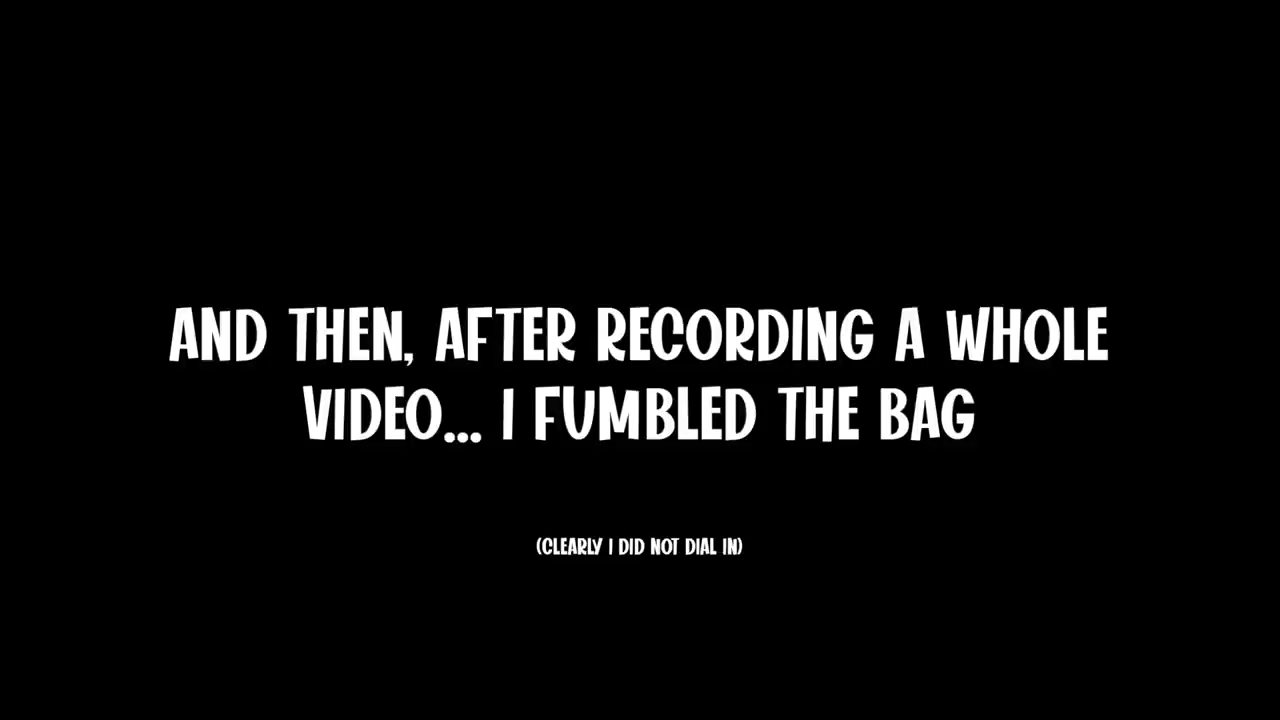 AND THEN, AFTER RECORDING A WHOLE
VIDEO... I FUMBLED THE BAG
(CLEARLY I DID NOT DIAL IN)